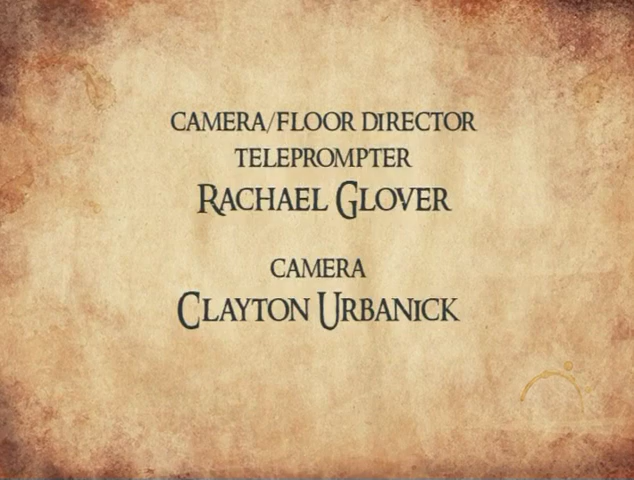 CAMERA/FLOOR DIRECTOR
TELEPROMPTER
RACHAEL GLOVER
CAMERA
CLAYTON URBANICK